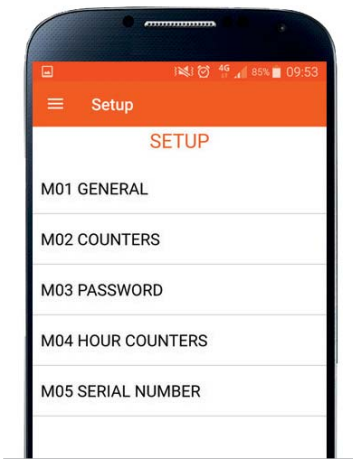 4G 85% 09:53
Setup
SETUP
M01 GENERAL
M02 COUNTERS
M03 PASSWORD
M04 HOUR COUNTERS
M05 SERIAL NUMBER